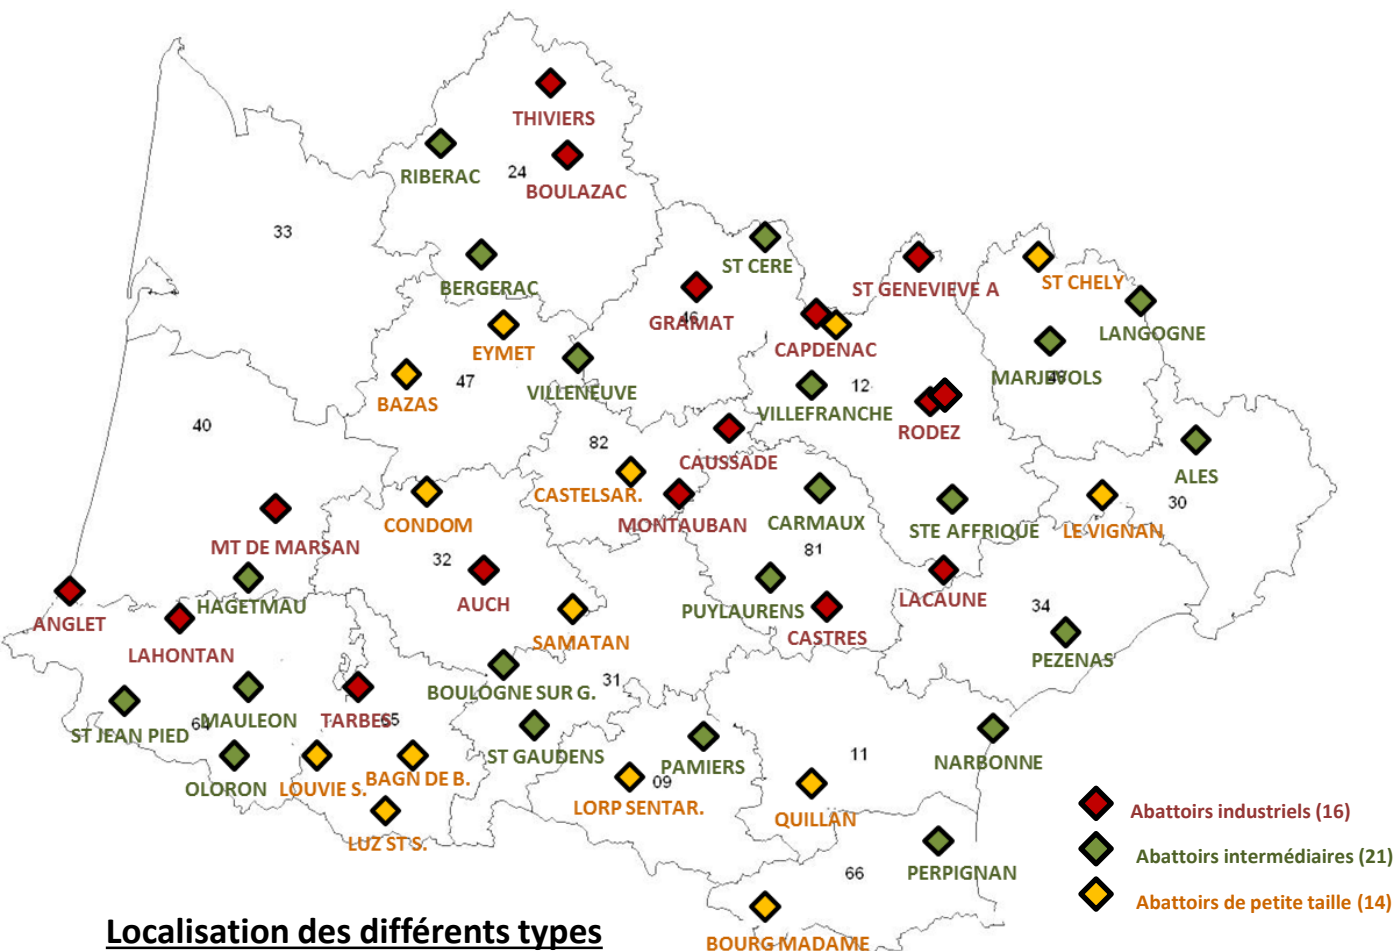 THIVIERS
RIBERAC
24
BOULAZAC
33
ST CERE
BERGERAC
ST GENEVIEVE A
ST CHELY
GRAMAT
46
LANGOGNE
EYMET
CAPDENAC
47
VILLENEUVE
12
MARJEVOLS
48
BAZAS
VILLEFRANCHE
40
RODEZ
82
CAUSSADE
ALES
CASTELSAR.
30
CONDOM
MONTAUBAN
CARMAUX
STE AFFRIQUE
LE VIGNAN
MT DE MARSAN
32
81
HAGETMAU
AUCH
PUYLAURENS
LACAUNE
34
ANGLET
CASTRES
SAMATAN
LAHONTAN
PEZENAS
31
BOULOGNE SUR G.
MAULEON
64
TARBES
65
ST JEAN PIED
ST GAUDENS
PAMIERS
11
NARBONNE
BAGN DE B.
OLORON
LOUVIE S.
09
LORP SENTAR.
QUILLAN
LUZ ST S.
66
PERPIGNAN
BOURG MADAME
Abattoirs industriels (16)
Abattoirs intermédiaires (21)
Abattoirs de petite taille (14)
Localisation des différents types